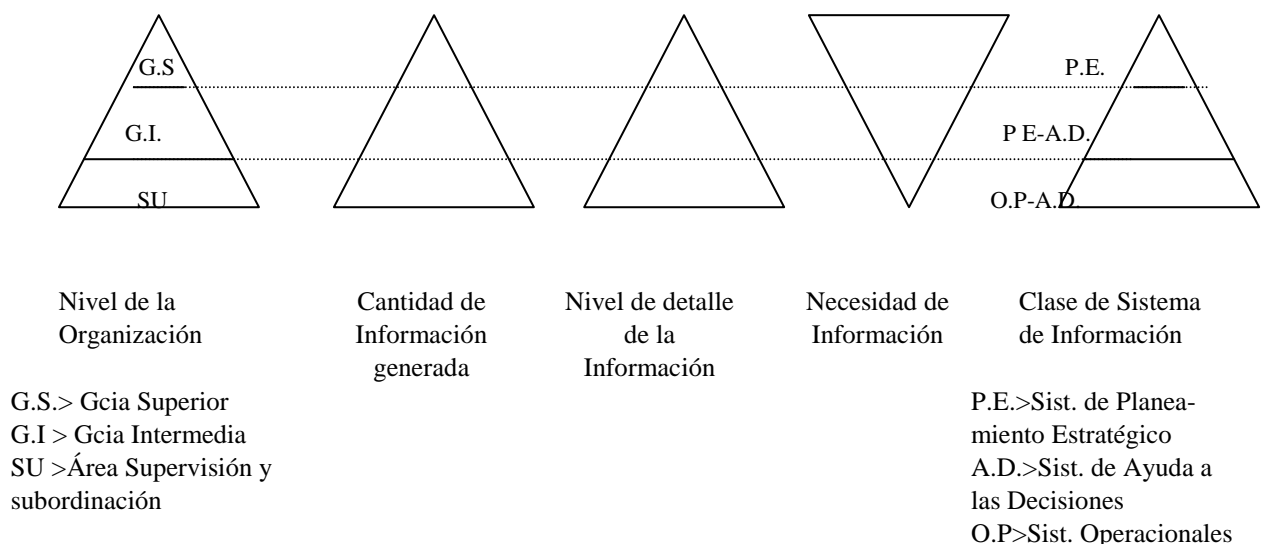 G.S
P.E.
G.I.
P E-A.D.
SU
O.P-A.D.
Nivel de la
Organización
Cantidad de
Información
generada
Nivel de detalle
de la
Información
Necesidad de
Información
Clase de Sistema
de Información
G.S.> Gcia Superior
G.I > Gcia Intermedia
SU >Área Supervisión y
subordinación
P.E.>Sist. de Planea-
miento Estratégico
A.D.>Sist. de Ayuda a
las Decisiones
O.P>Sist. Operacionales